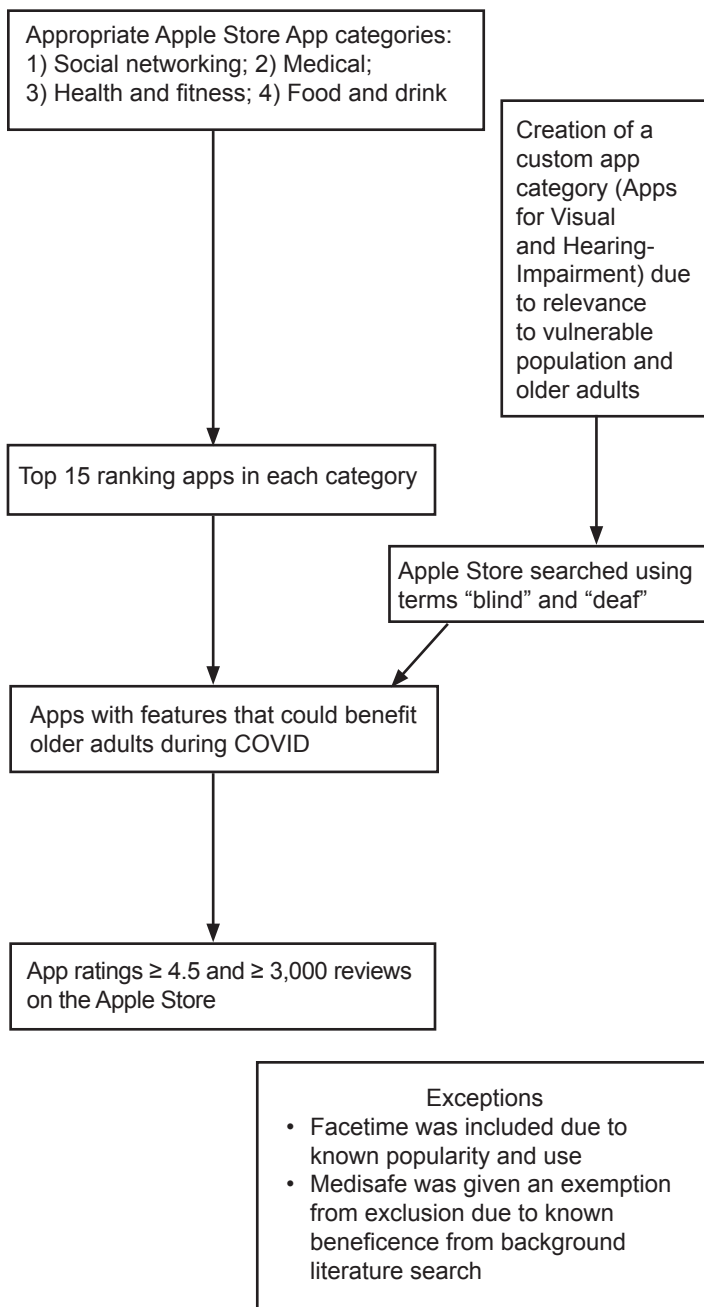 Appropriate Apple Store App categories:
1) Social networking; 2) Medical;
3) Health and fitness; 4) Food and drink
Creation of a
custom app
category (Apps
for Visual
and Hearing-
Impairment) due
to relevance
to vulnerable
population and
older adults
Top 15 ranking apps in each category
Apple Store searched using
terms “blind” and “deaf”
Apps with features that could benefit
older adults during COVID
App ratings ≥ 4.5 and ≥ 3,000 reviews
on the Apple Store
Exceptions
• Facetime was included due to
known popularity and use
• Medisafe was given an exemption
from exclusion due to known
beneficence from background
literature search